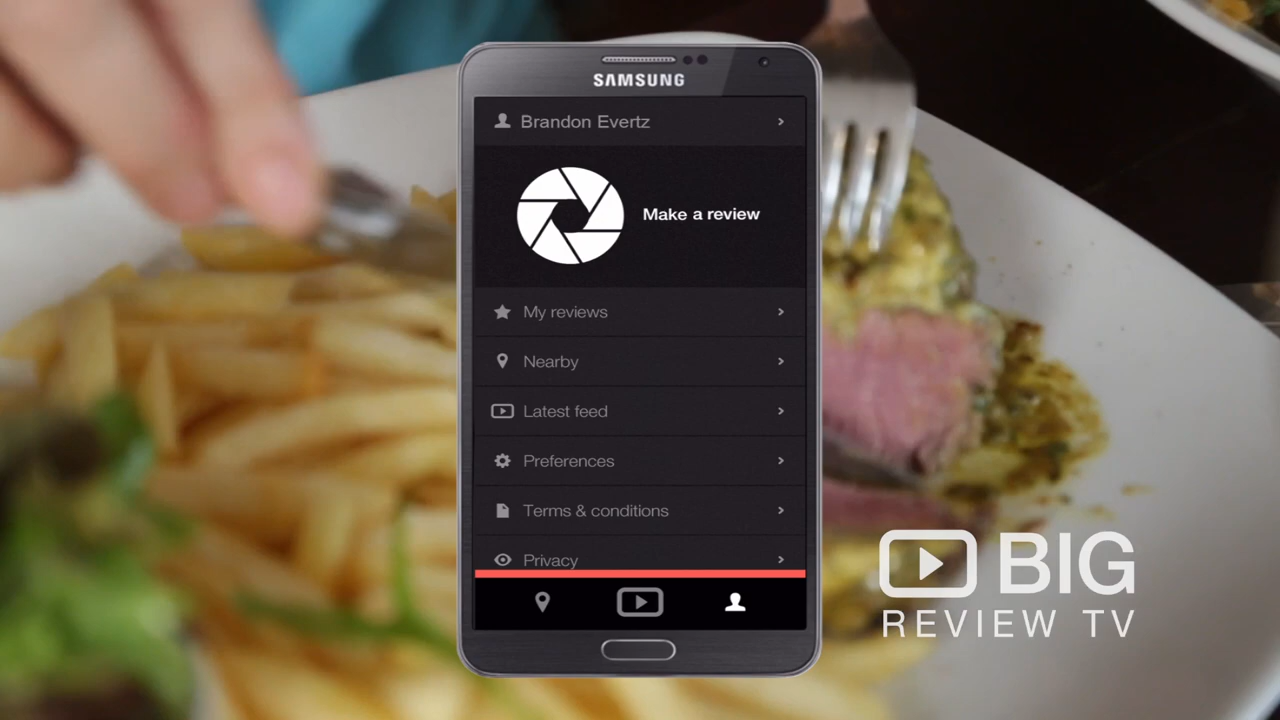 SAMSUNG
Brandon Evertz
Make a review
My reviews
Nearby
Latest feed
Preferences
Terms & conditions
Privacy
BIG
REVIEW TV